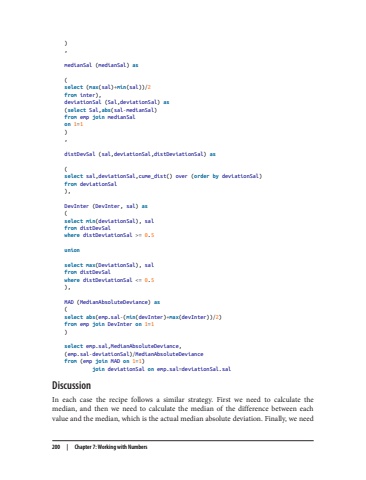 )
,
medianSal (medianSal) as
(
select (max(sal)+min(sal))/2
from inter),
deviationSal (Sal,deviationSal) as
(select Sal,abs(sal-medianSal)
from emp join medianSal
on 1=1
)
,
distDevSal (sal,deviationSal,distDeviationSal) as
(
select sal,deviationSal,cume_dist() over (order by deviationSal)
from deviationSal
),
DevInter (DevInter, sal) as
(
select min(deviationSal), sal
from distDevSal
where distDeviationSal >= 0.5
union
select max(DeviationSal), sal
from distDevSal
where distDeviationSal <= 0.5
),
MAD (MedianAbsoluteDeviance) as
(
select abs(emp.sal-(min(devInter)+max(devInter))/2)
from emp join DevInter on 1=1
)
select emp.sal,MedianAbsoluteDeviance,
(emp.sal-deviationSal)/MedianAbsoluteDeviance
from (emp join MAD on 1=1)
join deviationSal on emp.sal=deviationSal.sal
Discussion
In each case the recipe follows a similar strategy. First we need to calculate the
median, and then we need to calculate the median of the difference between each
value and the median, which is the actual median absolute deviation. Finally, we need
200 | Chapter 7: Working with Numbers